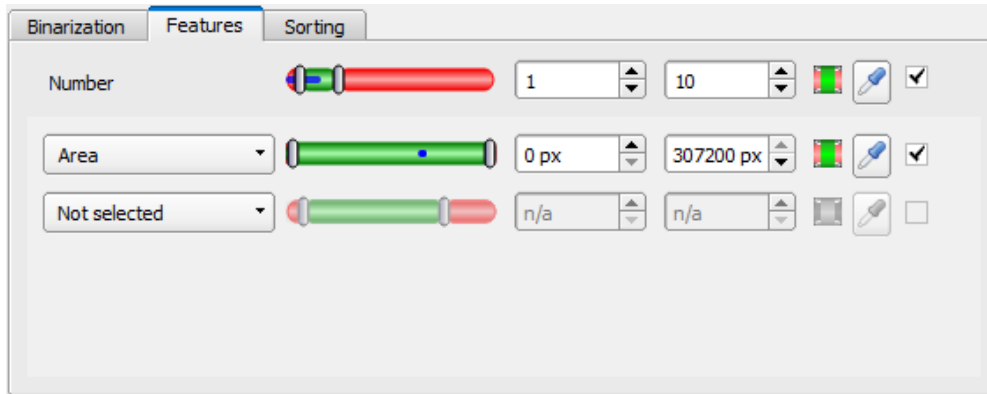 Binarization Features Sorting
Number 1 10
Area 0 px 307200 px
Not selected n/a n/a